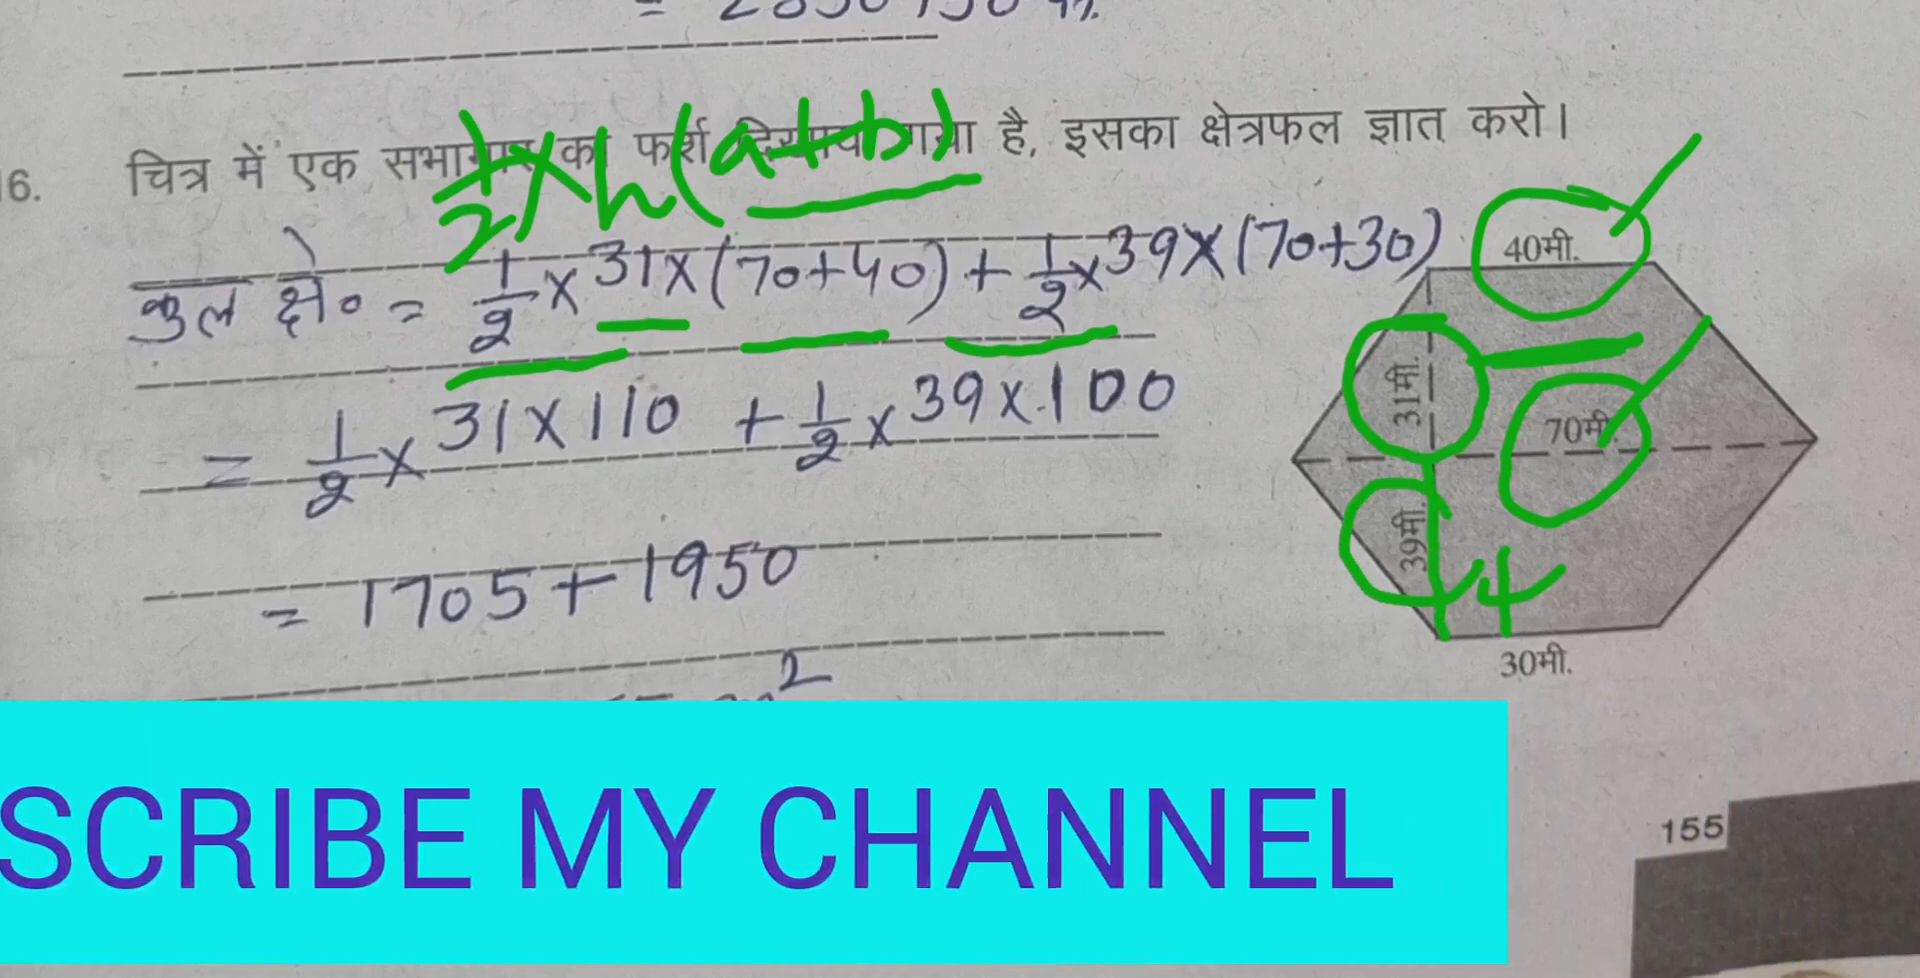 16. चित्र में एक सभागार का फर्श दिखाया गया है, इसका क्षेत्रफल ज्ञात करो।
1/2 × h (a+b)
कुल क्षे० = 1/2 × 31 × (70+40) + 1/2 × 39 × (70+30)
= 1/2 × 31 × 110 + 1/2 × 39 × 100
= 1705 + 1950
40मी.
31मी.
70मी.
39मी.
30मी.
SCRIBE MY CHANNEL
155